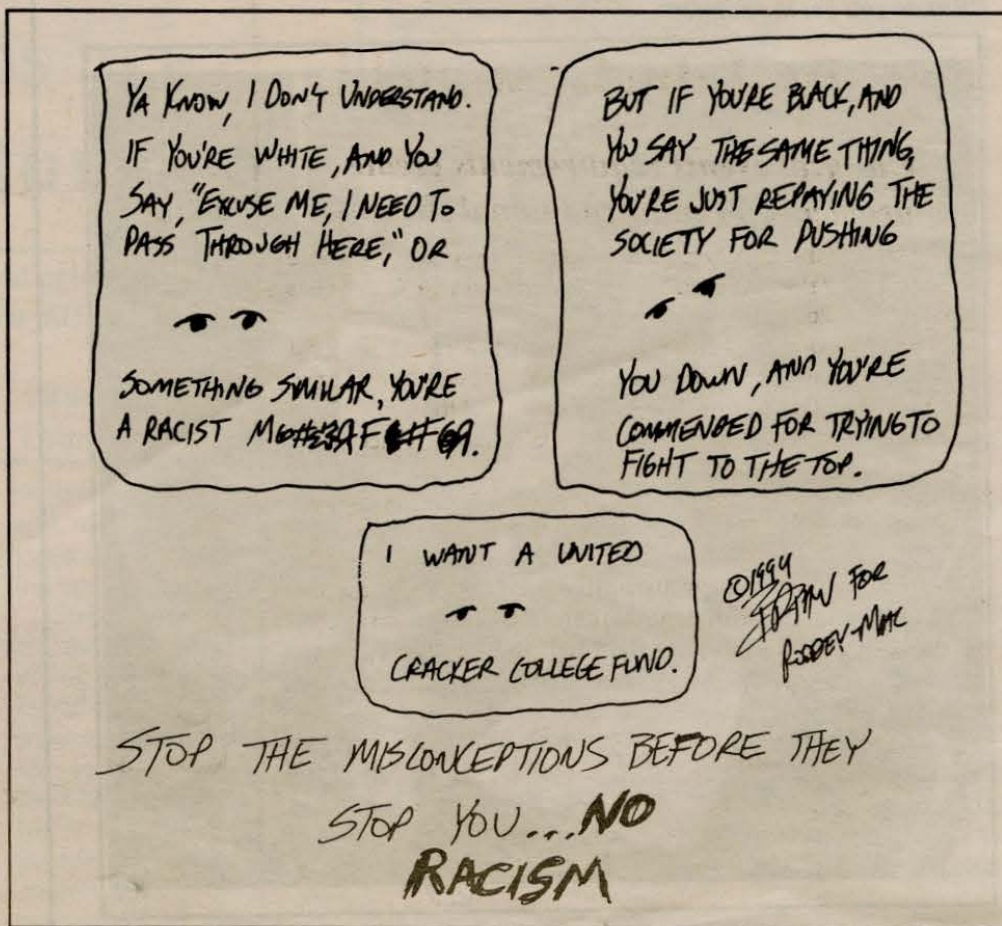 YA KNOW, I DON'T UNDERSTAND.
IF YOU'RE WHITE, AND YOU
SAY, "EXCUSE ME, I NEED TO
PASS THROUGH HERE," OR
SOMETHING SIMILAR, YOU'RE
A RACIST
BUT IF YOU'RE BLACK, AND
YOU SAY THE SAME THING,
YOU'RE JUST REPAYING THE
SOCIETY FOR PUSHING
YOU DOWN, AND YOU'RE
COMMENDED FOR TRYING TO
FIGHT TO THE TOP.
I WANT A UNITED
CRACKER COLLEGE FUND.
©1994
FOR
STOP THE MISCONCEPTIONS BEFORE THEY
STOP YOU...NO
RACISM